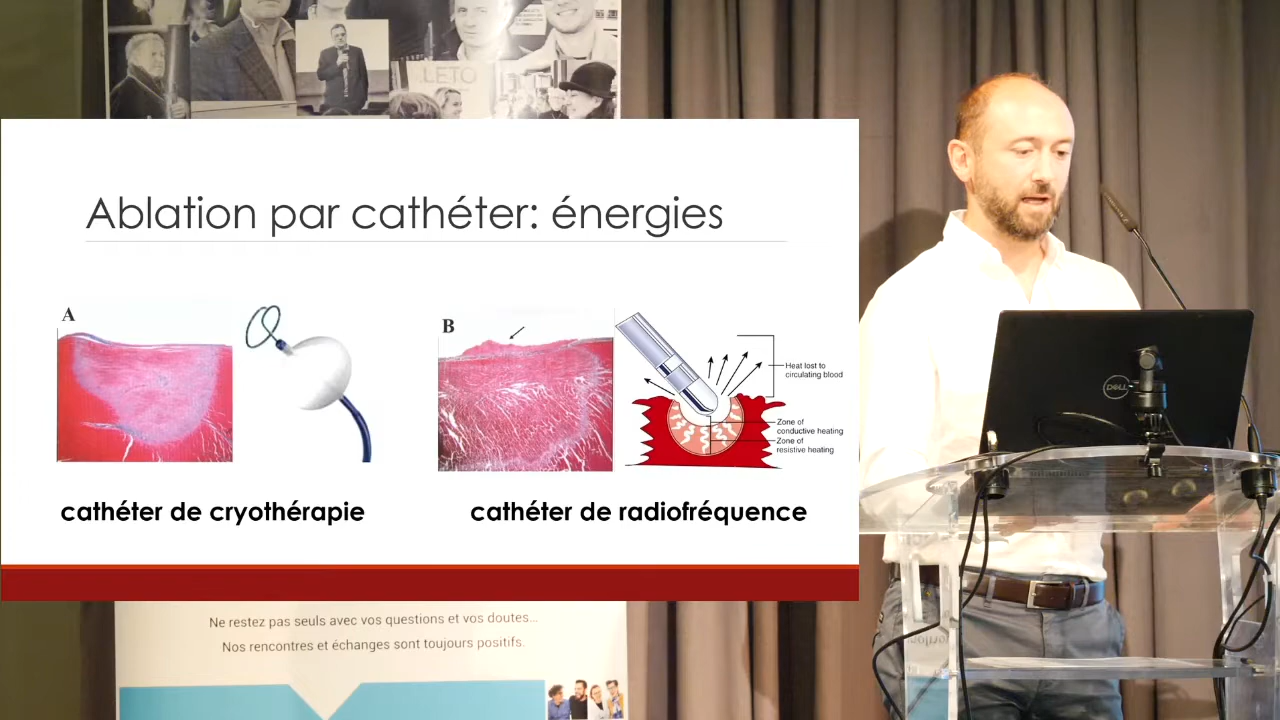 LETO
Ablation par cathéter: énergies
A
B
Heat lost to
circulating blood
Zone of
conductive heating
Zone of
resistive heating
cathéter de cryothérapie
cathéter de radiofréquence
DELL
Ne restez pas seuls avec vos questions et vos doutes...
Nos rencontres et échanges sont toujours positifs.